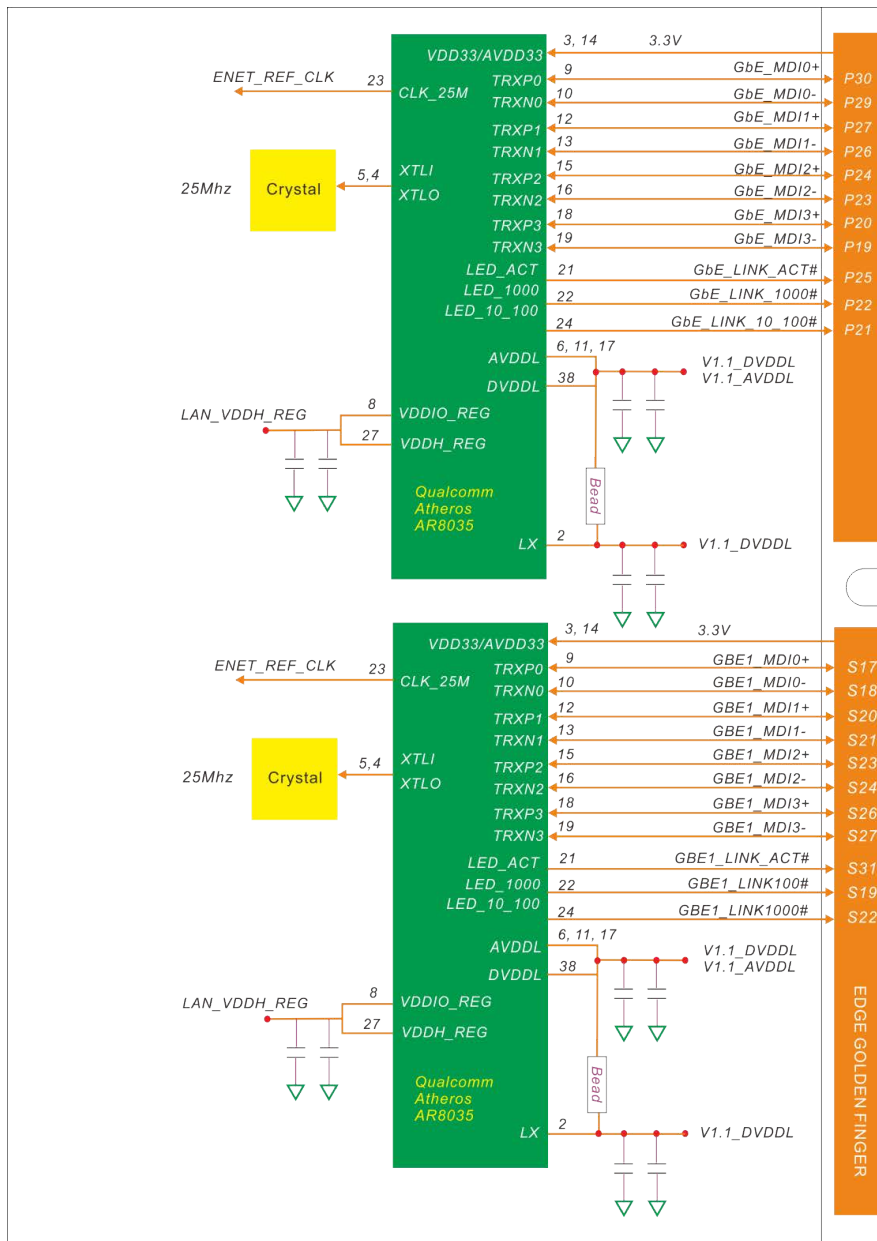 3, 14 3.3V
VDD33/AVDD33
ENET_REF_CLK 23 CLK_25M
TRXP0 9 GbE_MDI0+ P30
TRXN0 10 GbE_MDI0- P29
TRXP1 12 GbE_MDI1+ P27
TRXN1 13 GbE_MDI1- P26
25Mhz Crystal 5,4 XTLI
XTLO
TRXP2 15 GbE_MDI2+ P24
TRXN2 16 GbE_MDI2- P23
TRXP3 18 GbE_MDI3+ P20
TRXN3 19 GbE_MDI3- P19
LED_ACT 21 GbE_LINK_ACT# P25
LED_1000 22 GbE_LINK_1000# P22
LED_10_100 24 GbE_LINK_10_100# P21
AVDDL 6, 11, 17 V1.1_DVDDL
DVDDL 38 V1.1_AVDDL
LAN_VDDH_REG 8 VDDIO_REG
27 VDDH_REG
Bead
Qualcomm
Atheros
AR8035
LX 2 V1.1_DVDDL
3, 14 3.3V
VDD33/AVDD33
ENET_REF_CLK 23 CLK_25M
TRXP0 9 GBE1_MDI0+ S17
TRXN0 10 GBE1_MDI0- S18
TRXP1 12 GBE1_MDI1+ S20
TRXN1 13 GBE1_MDI1- S21
25Mhz Crystal 5,4 XTLI
XTLO
TRXP2 15 GBE1_MDI2+ S23
TRXN2 16 GBE1_MDI2- S24
TRXP3 18 GBE1_MDI3+ S26
TRXN3 19 GBE1_MDI3- S27
LED_ACT 21 GBE1_LINK_ACT# S31
LED_1000 22 GBE1_LINK100# S19
LED_10_100 24 GBE1_LINK1000# S22
AVDDL 6, 11, 17 V1.1_DVDDL
DVDDL 38 V1.1_AVDDL
LAN_VDDH_REG 8 VDDIO_REG
27 VDDH_REG
Bead
Qualcomm
Atheros
AR8035
LX 2 V1.1_DVDDL
EDGE GOLDEN FINGER